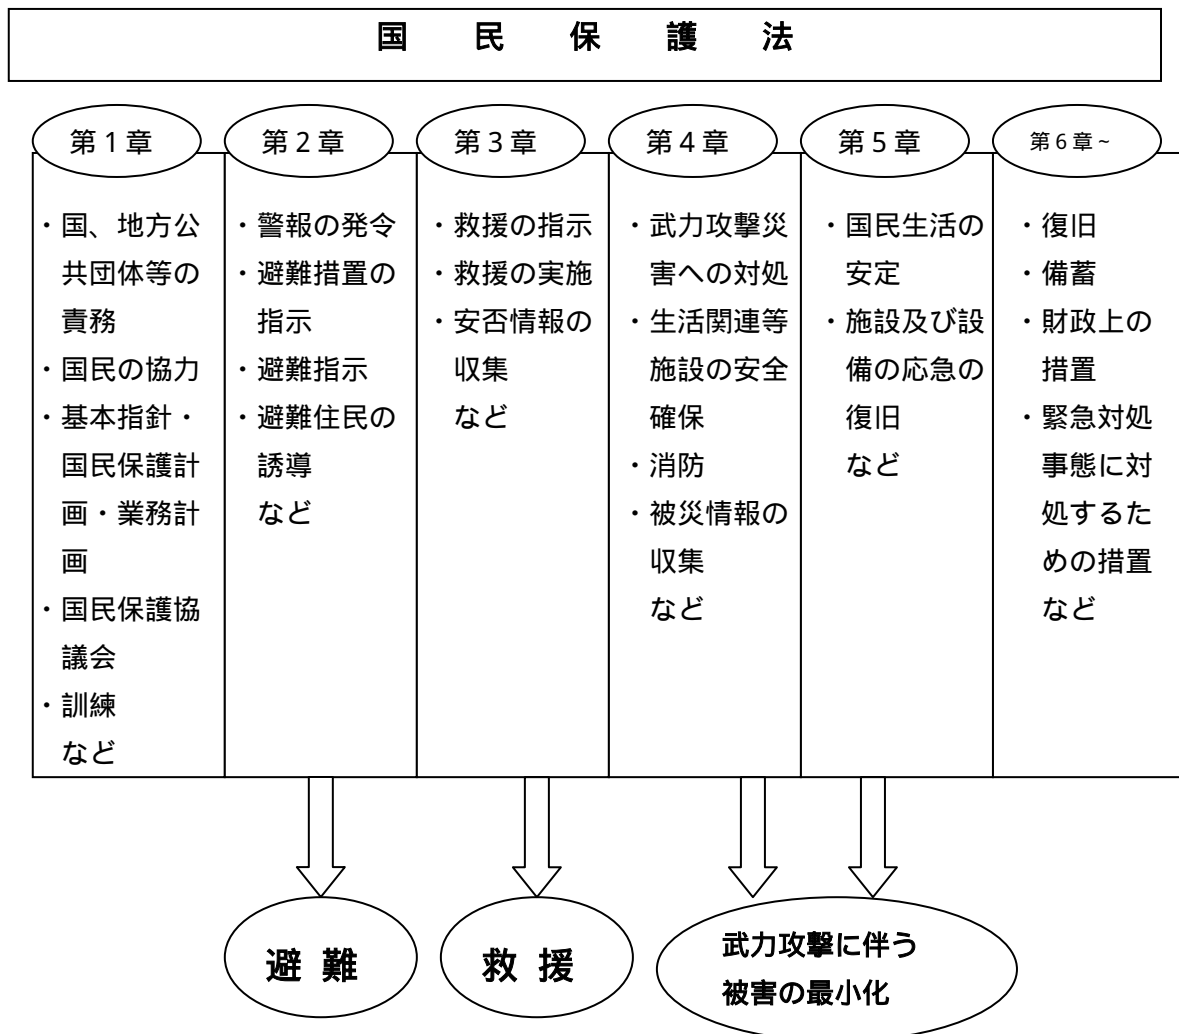 国民保護法
第1章
・国、地方公
共団体等の
責務
・国民の協力
・基本指針・
国民保護計
画・業務計
画
・国民保護協
議会
・訓練
など
第2章
・警報の発令
・避難措置の
指示
・避難指示
・避難住民の
誘導
など
第3章
・救援の指示
・救援の実施
・安否情報の
収集
など
第4章
・武力攻撃災
害への対処
・生活関連等
施設の安全
確保
・消防
・被災情報の
収集
など
第5章
・国民生活の
安定
・施設及び設
備の応急の
復旧
など
第6章~
・復旧
・備蓄
・財政上の
措置
・緊急対処
事態に対
処するた
めの措置
など
避難
救援
武力攻撃に伴う
被害の最小化